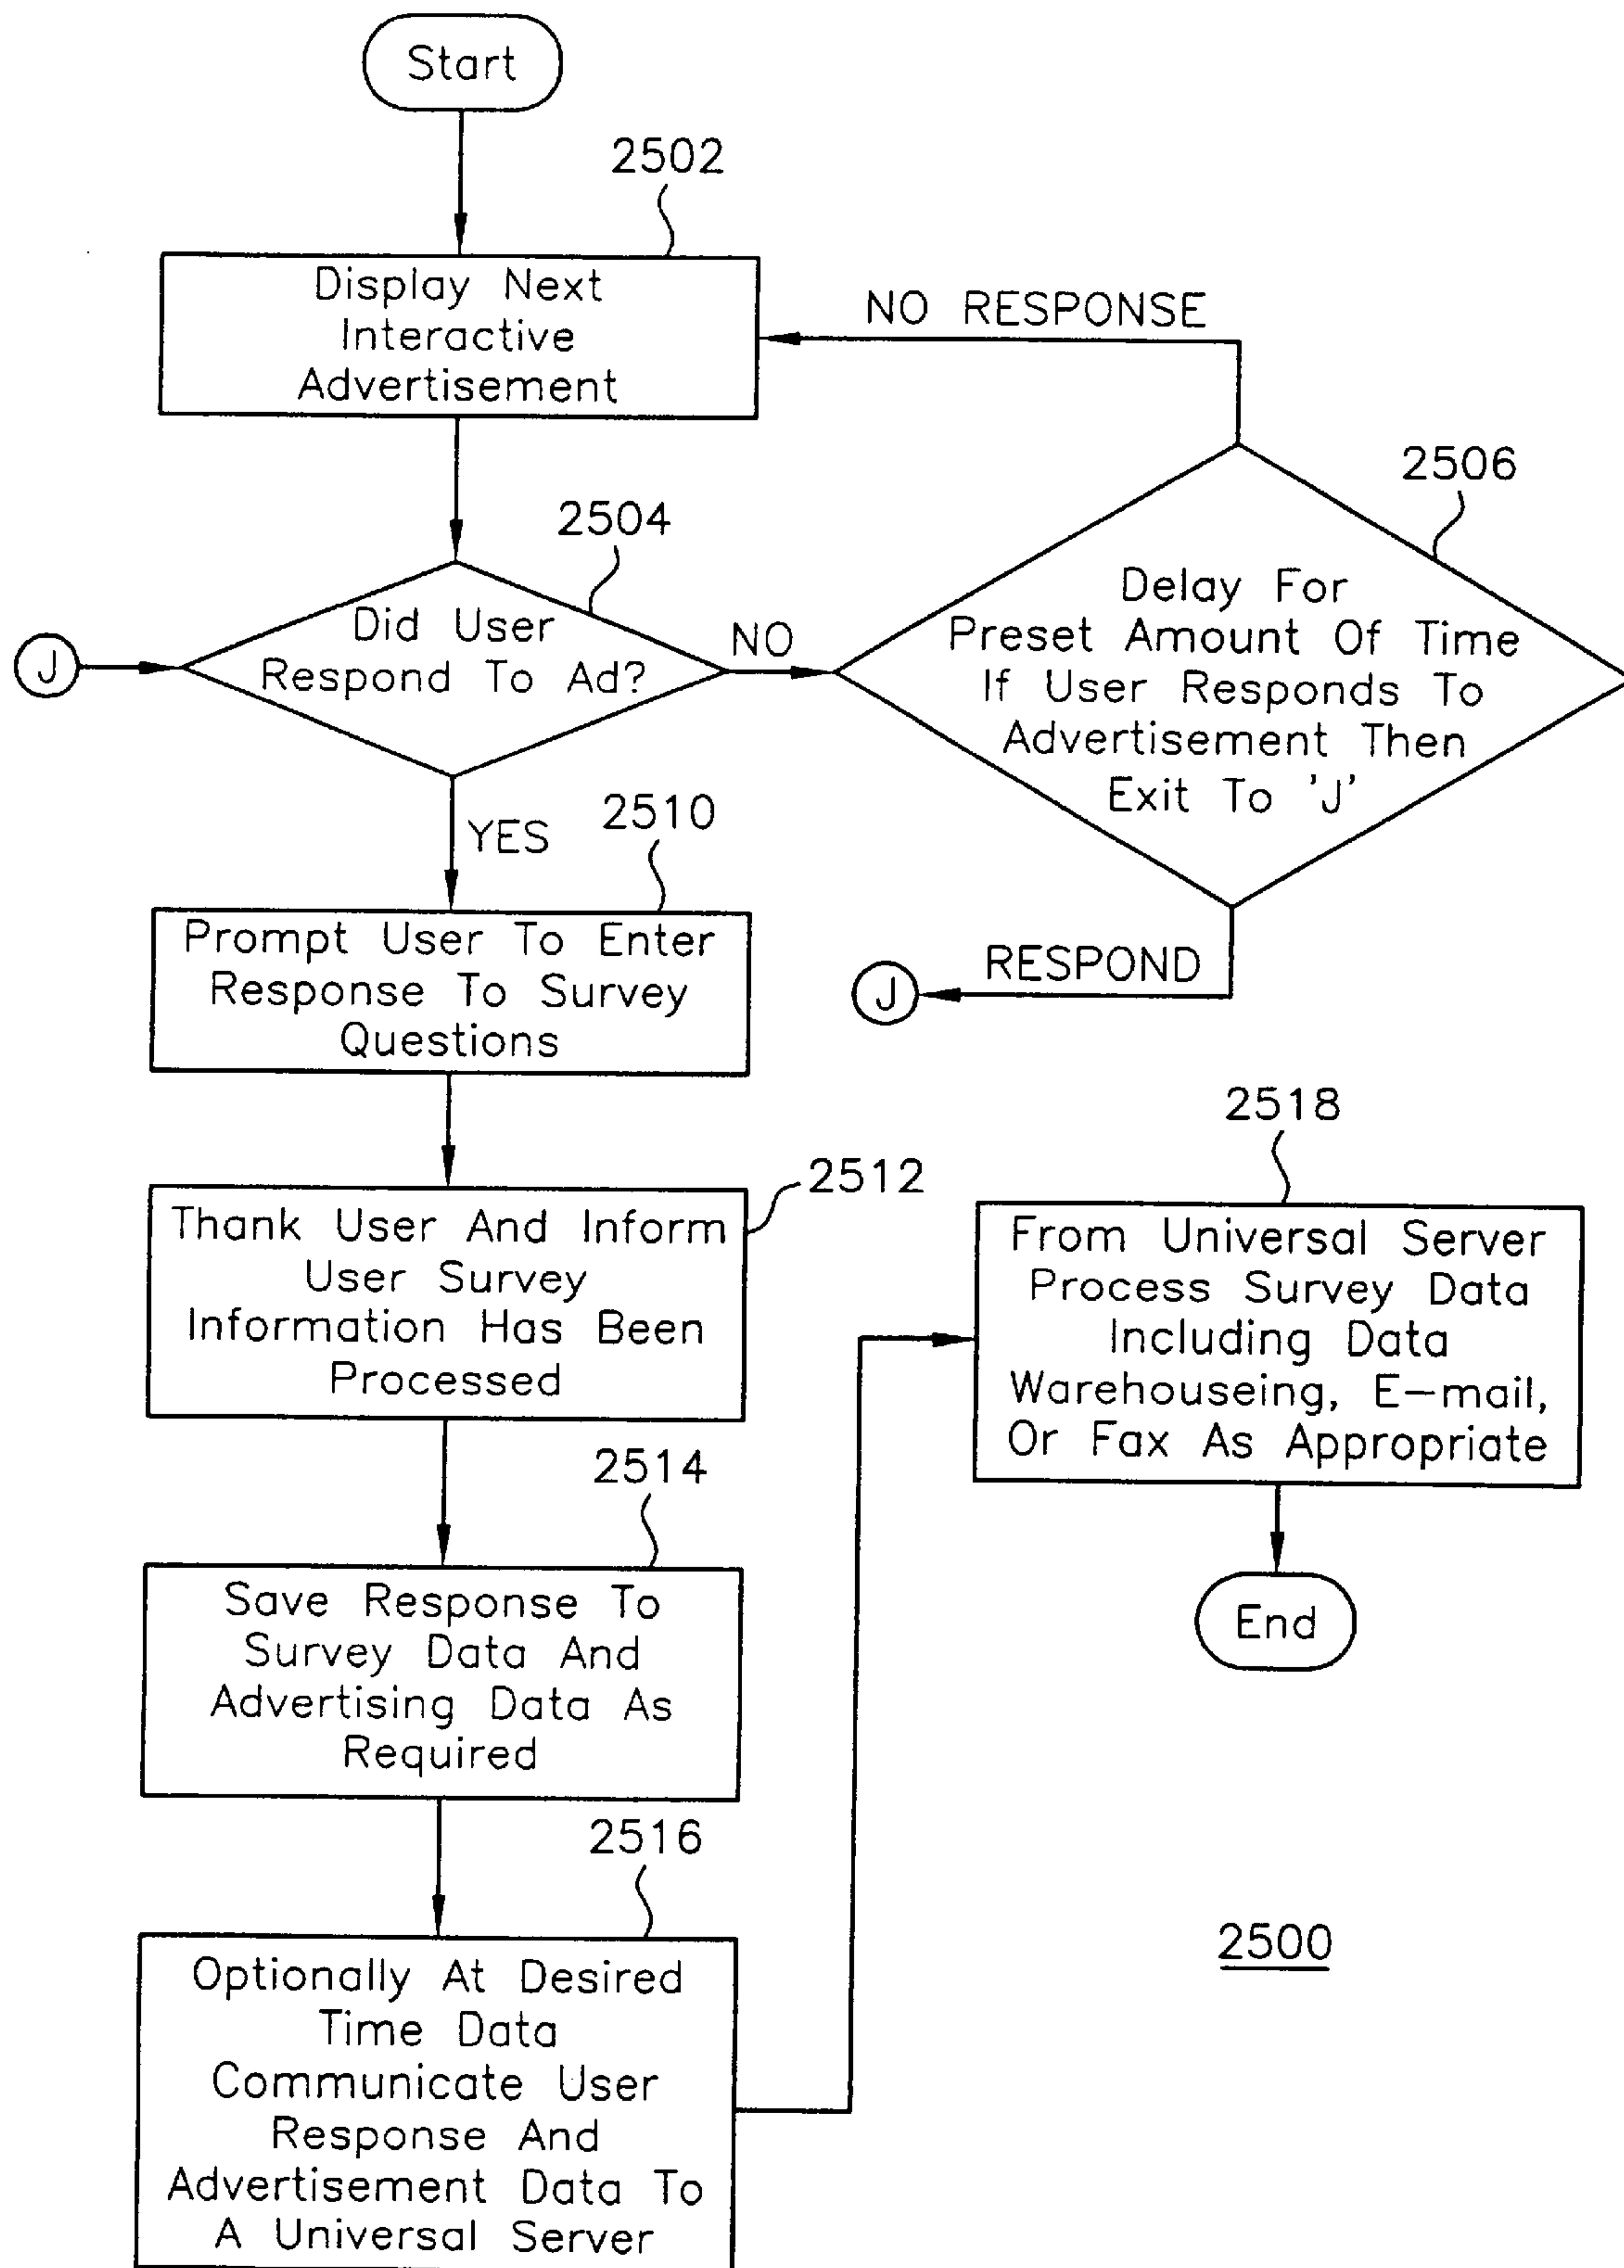 Start
2502
Display Next
Interactive
Advertisement
NO RESPONSE
2504
2506
Did User
Respond To Ad?
J
NO
Delay For
Preset Amount Of Time
If User Responds To
Advertisement Then
Exit To 'J'
YES
RESPOND
J
2510
Prompt User To Enter
Response To Survey
Questions
2512
Thank User And Inform
User Survey
Information Has Been
Processed
2514
Save Response To
Survey Data And
Advertising Data As
Required
2516
Optionally At Desired
Time Data
Communicate User
Response And
Advertisement Data To
A Universal Server
2518
From Universal Server
Process Survey Data
Including Data
Warehouseing, E-mail,
Or Fax As Appropriate
End
2500